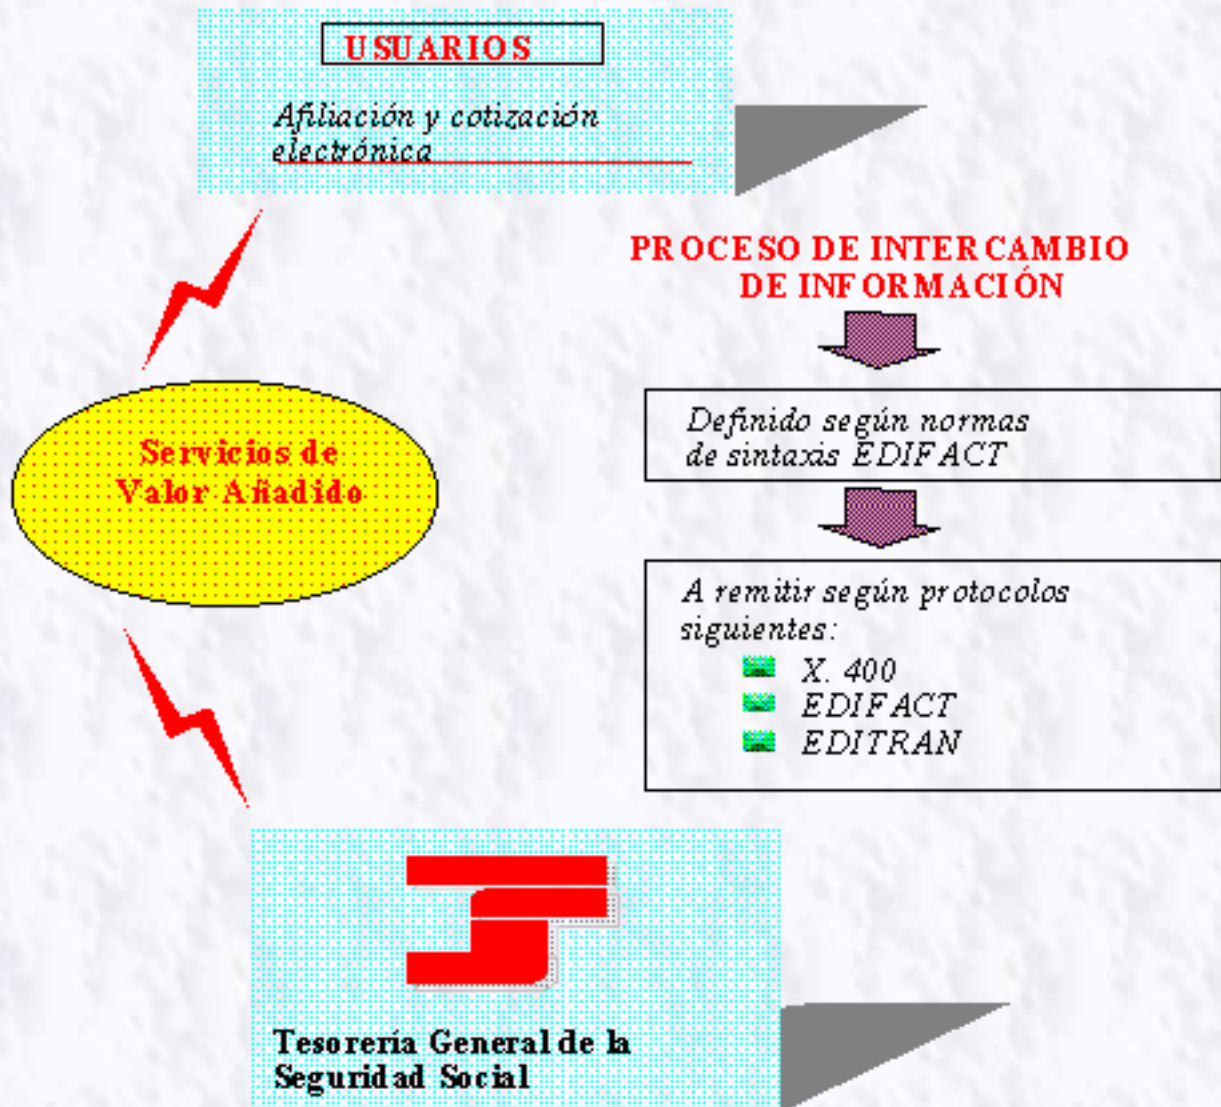 USUARIOS
Afiliación y cotización
electrónica
PROCESO DE INTERCAMBIO
DE INFORMACIÓN
Definido según normas
de sintaxis EDIFACT
Servicios de
Valor Añadido
A remitir según protocolos
siguientes:
X. 400
EDIFACT
EDITRAN
Tesorería General de la
Seguridad Social